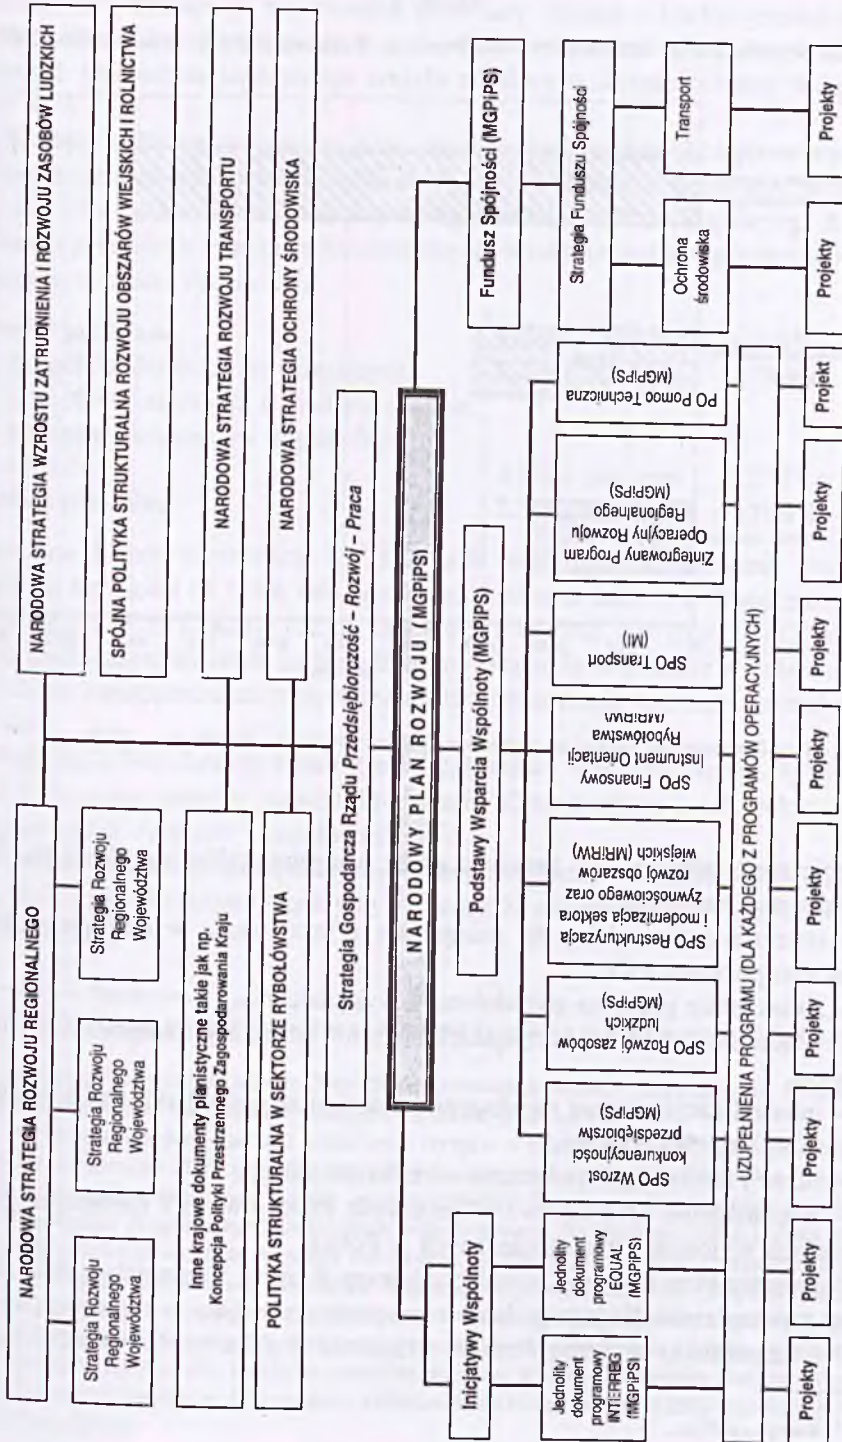 NARODOWA STRATEGIA ROZWOJU REGIONALNEGO
Strategia Rozwoju
Regionalnego
Województwa
Strategia Rozwoju
Regionalnego
Województwa
Strategia Rozwoju
Regionalnego
Województwa
Inne krajowe dokumenty planistyczne takie jak np.
Koncepcja Polityki Przestrzennego Zagospodarowania Kraju
POLITYKA STRUKTURALNA W SEKTORZE RYBOŁÓWSTWA
NARODOWA STRATEGIA WZROSTU ZATRUDNIENIA I ROZWOJU ZASOBÓW LUDZKICH
SPÓJNA POLITYKA STRUKTURALNA ROZWOJU OBSZARÓW WIEJSKICH I ROLNICTWA
NARODOWA STRATEGIA ROZWOJU TRANSPORTU
NARODOWA STRATEGIA OCHRONY ŚRODOWISKA
Strategia Gospodarcza Rządu Przedsiębiorczość – Rozwój – Praca
NARODOWY PLAN ROZWOJU (MGPiPS)
Inicjatywy Wspólnoty
Podstawy Wsparcia Wspólnoty (MGPiPS)
Fundusz Spójności (MGPiPS)
Jednolity
dokument
programowy
INTERREG
(MGPiPS)
Jednolity
dokument
programowy
EQUAL
(MGPiPS)
SPO Wzrost
konkurencyjności
przedsiębiorstw
(MGPiPS)
SPO Rozwój zasobów
ludzkich
(MGPiPS)
SPO Restrukturyzacja
i modernizacja sektora
żywnościowego oraz
rozwój obszarów
wiejskich (MRiRW)
SPO Finansowy
Instrument Orientacji
Rybołówstwa
(MRiRW)
SPO Transport
(MI)
Zintegrowany Program
Operacyjny Rozwoju
Regionalnego
(MGPiPS)
PO Pomoc Techniczna
(MGPiPS)
Strategia Funduszu Spójności
Ochrona
środowiska
Transport
UZUPEŁNIENIA PROGRAMU (DLA KAŻDEGO Z PROGRAMÓW OPERACYJNYCH)
Projekty
Projekty
Projekty
Projekty
Projekty
Projekty
Projekty
Projekty
Projekt
Projekty
Projekty